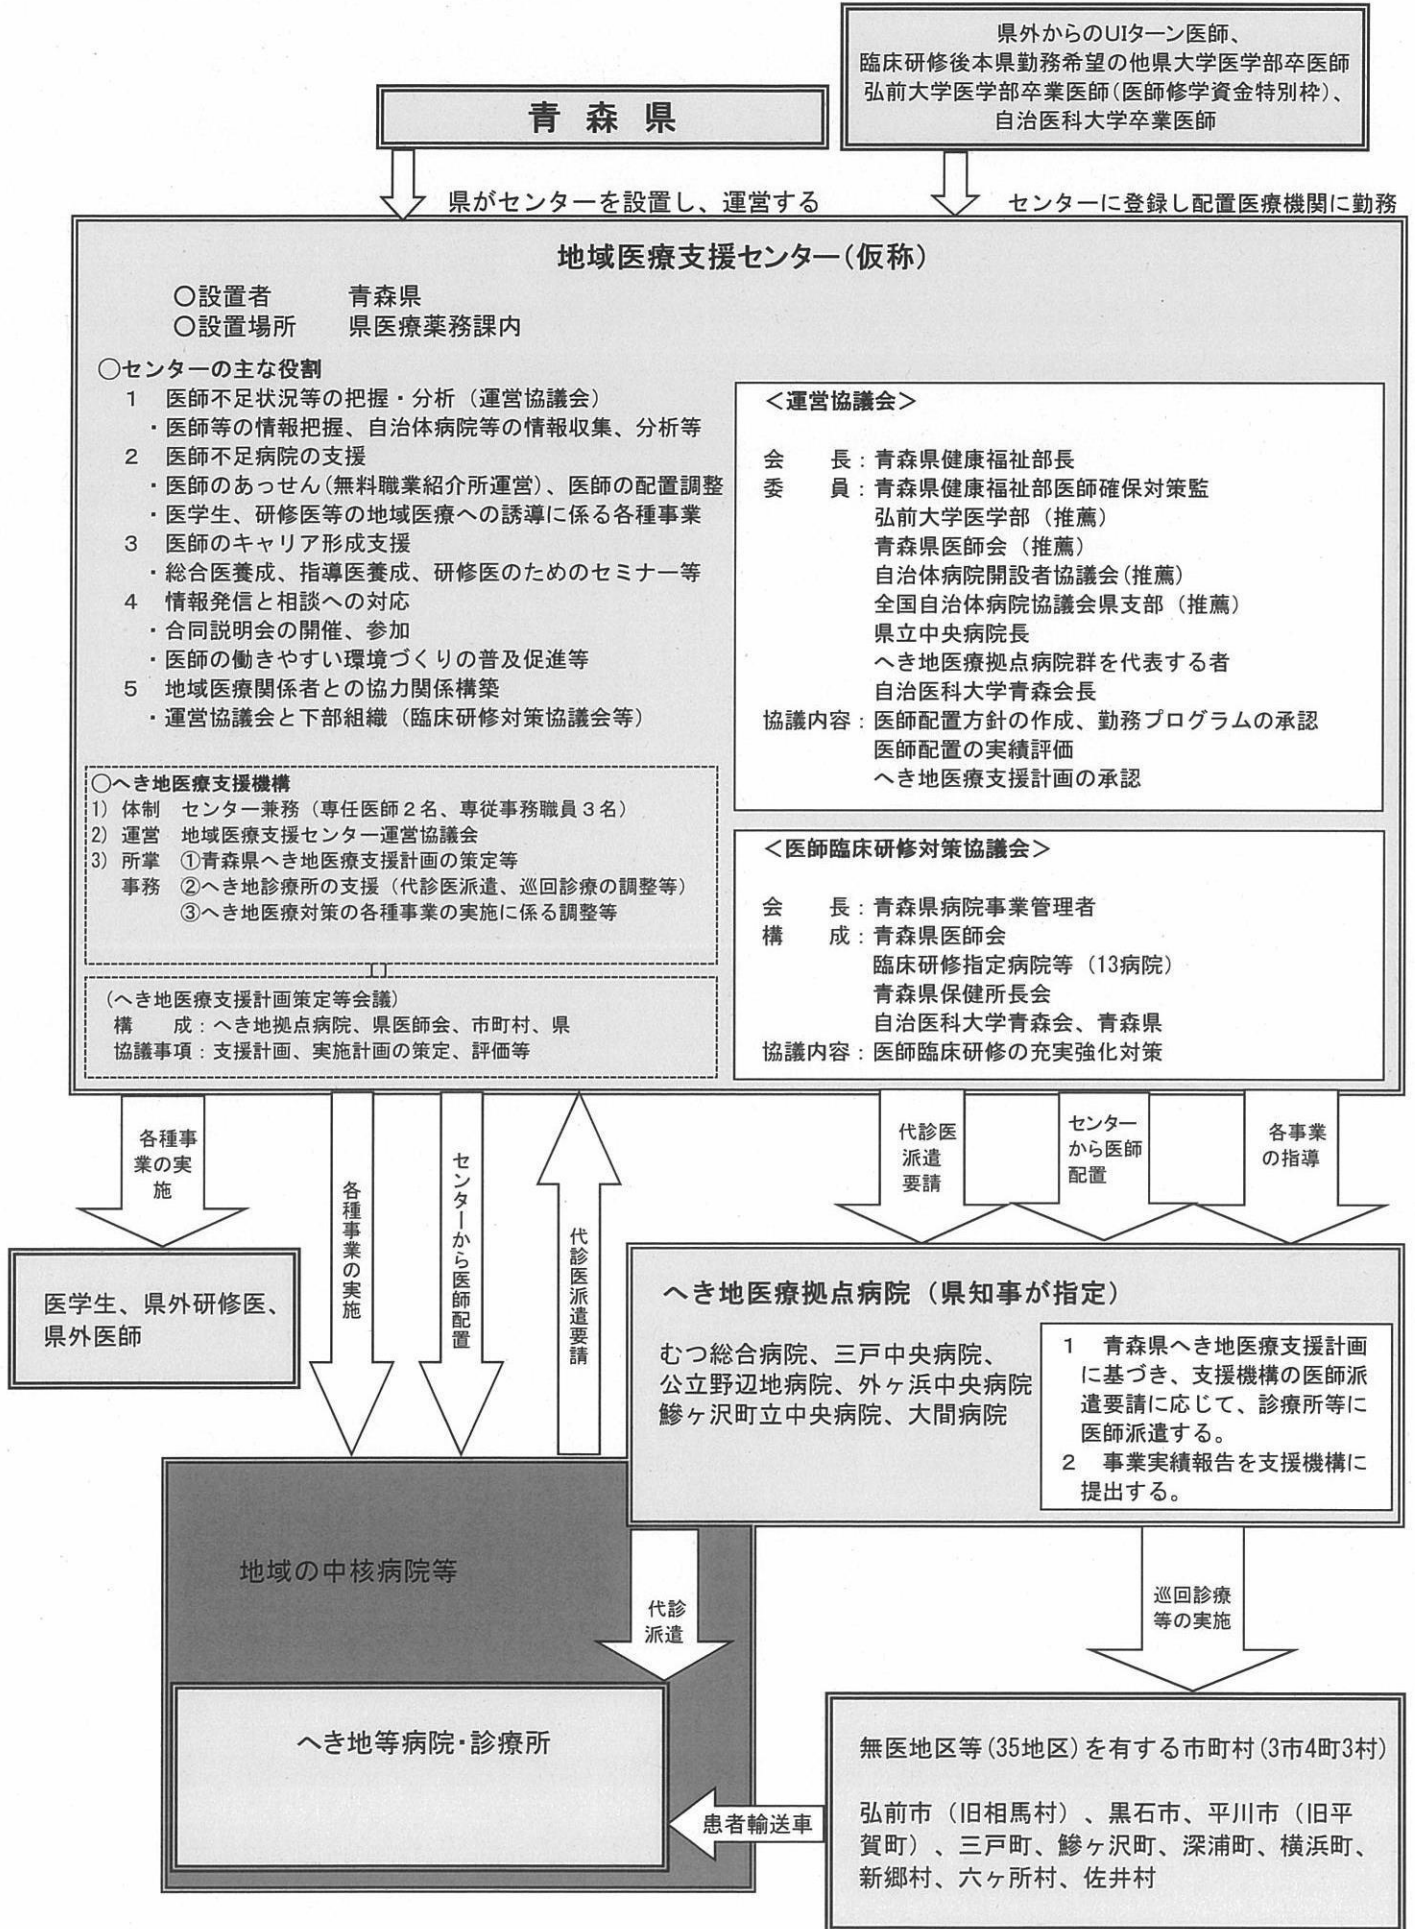 県外からのUIターン医師、
臨床研修後本県勤務希望の他県大学医学部卒医師
弘前大学医学部卒業医師(医師修学資金特別枠)、
自治医科大学卒業医師
青 森 県
県がセンターを設置し、運営する
センターに登録し配置医療機関に勤務
地域医療支援センター(仮称)
○設置者 青森県
○設置場所 県医療薬務課内
○センターの主な役割
1 医師不足状況等の把握・分析（運営協議会）
・医師等の情報把握、自治体病院等の情報収集、分析等
2 医師不足病院の支援
・医師のあっせん(無料職業紹介所運営)、医師の配置調整
・医学生、研修医等の地域医療への誘導に係る各種事業
3 医師のキャリア形成支援
・総合医養成、指導医養成、研修医のためのセミナー等
4 情報発信と相談への対応
・合同説明会の開催、参加
・医師の働きやすい環境づくりの普及促進等
5 地域医療関係者との協力関係構築
・運営協議会と下部組織（臨床研修対策協議会等）
○へき地医療支援機構
1) 体制 センター兼務（専任医師２名、専従事務職員３名）
2) 運営 地域医療支援センター運営協議会
3) 所掌 ①青森県へき地医療支援計画の策定等
事務 ②へき地診療所の支援（代診医派遣、巡回診療の調整等）
③へき地医療対策の各種事業の実施に係る調整等
(へき地医療支援計画策定等会議)
構 成：へき地拠点病院、県医師会、市町村、県
協議事項：支援計画、実施計画の策定、評価等
＜運営協議会＞
会 長：青森県健康福祉部長
委 員：青森県健康福祉部医師確保対策監
弘前大学医学部（推薦）
青森県医師会（推薦）
自治体病院開設者協議会(推薦)
全国自治体病院協議会県支部（推薦）
県立中央病院長
へき地医療拠点病院群を代表する者
自治医科大学青森会長
協議内容：医師配置方針の作成、勤務プログラムの承認
医師配置の実績評価
へき地医療支援計画の承認
＜医師臨床研修対策協議会＞
会 長：青森県病院事業管理者
構 成：青森県医師会
臨床研修指定病院等（13病院）
青森県保健所長会
自治医科大学青森会、青森県
協議内容：医師臨床研修の充実強化対策
各種事
業の実
施
各種事業の実施
センターから医師配置
代診医派遣要請
代診医
派遣
要請
センター
から医師
配置
各事業
の指導
医学生、県外研修医、
県外医師
へき地医療拠点病院（県知事が指定）
むつ総合病院、三戸中央病院、
公立野辺地病院、外ヶ浜中央病院
鰺ヶ沢町立中央病院、大間病院
1 青森県へき地医療支援計画
に基づき、支援機構の医師派
遣要請に応じて、診療所等に
医師派遣する。
2 事業実績報告を支援機構に
提出する。
地域の中核病院等
代診
派遣
巡回診療
等の実施
へき地等病院・診療所
患者輸送車
無医地区等(35地区)を有する市町村(3市4町3村)
弘前市（旧相馬村）、黒石市、平川市（旧平
賀町）、三戸町、鰺ヶ沢町、深浦町、横浜町、
新郷村、六ヶ所村、佐井村